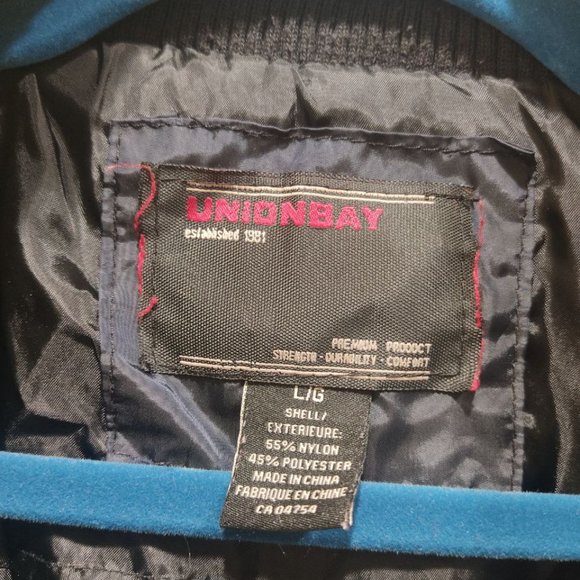 UNIONBAY
established 1981
PREMIUM PRODUCT
STRENGTH - DURABILITY - COMFORT
L/G
SHELL/
EXTERIEURE:
55% NYLON
45% POLYESTER
MADE IN CHINA
FABRIQUE EN CHINE
CA 04754